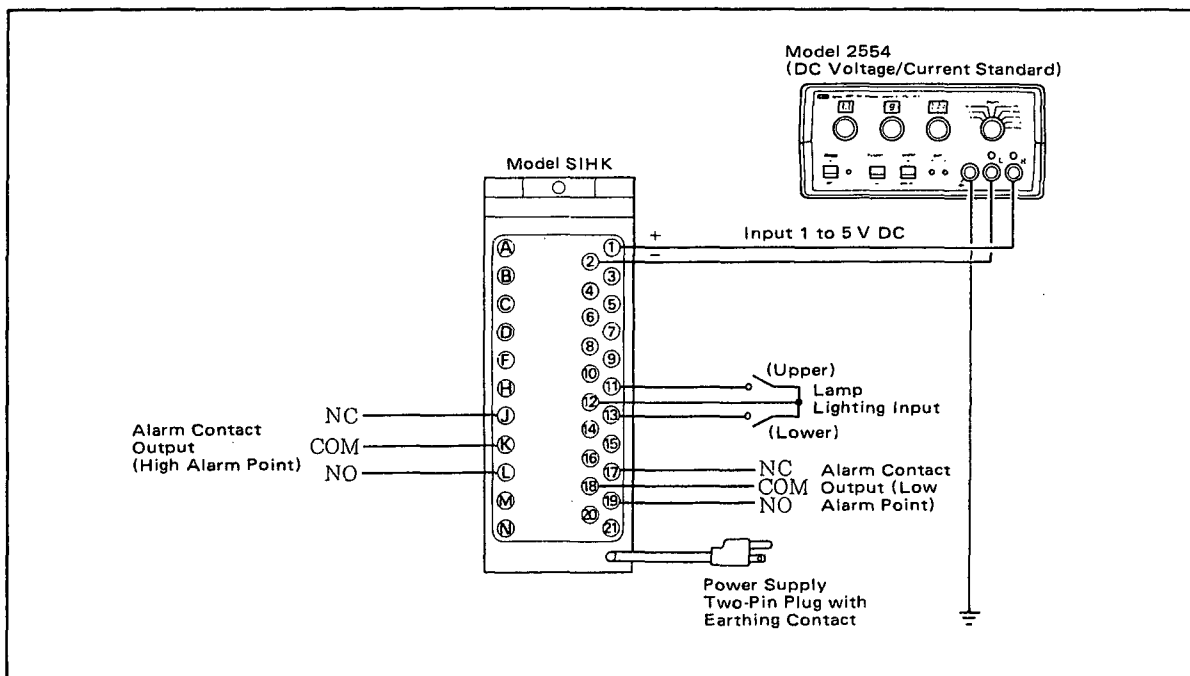 Model 2554
(DC Voltage/Current Standard)
L
H
Model SIHK
+
Input 1 to 5 V DC
−
A
1
2
B
3
4
C
5
6
D
7
8
F
9
10
H
11
(Upper)
Lamp
12
Lighting Input
J
13
(Lower)
14
NC
Alarm Contact
Output
(High Alarm Point)
COM
K
15
16
NO
L
17
NC
Alarm Contact
18
COM
Output (Low
M
19
NO
Alarm Point)
20
N
21
Power Supply
Two-Pin Plug with
Earthing Contact